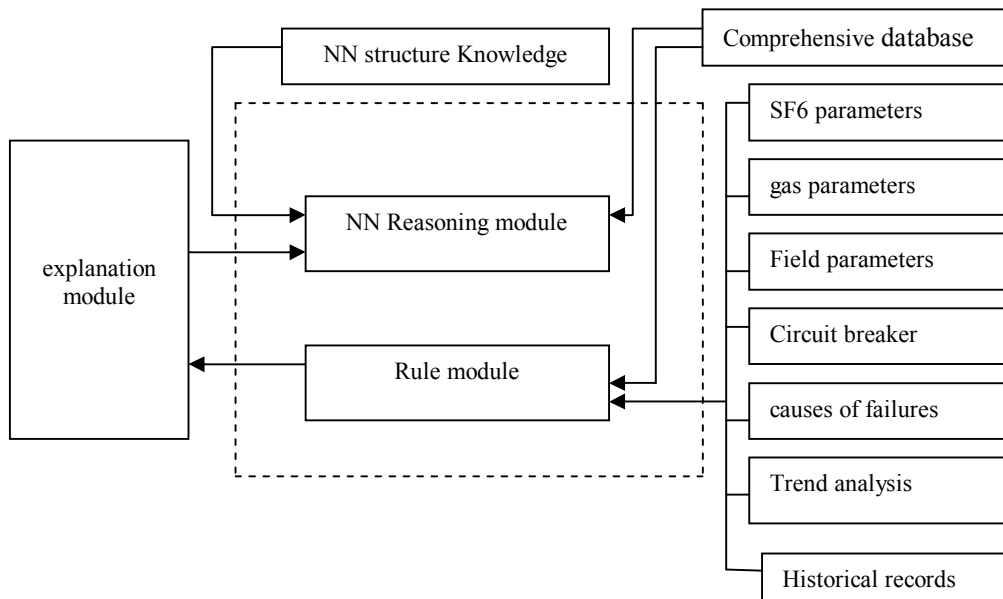 NN structure Knowledge
Comprehensive database
SF6 parameters
gas parameters
NN Reasoning module
Field parameters
explanation
module
Circuit breaker
Rule module
causes of failures
Trend analysis
Historical records